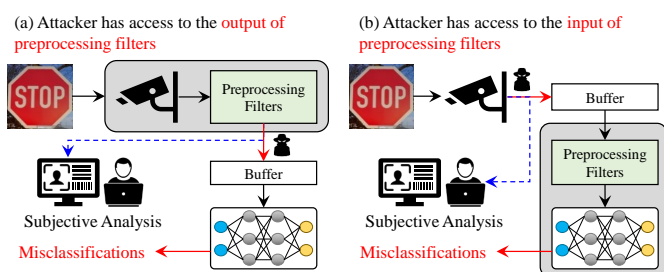 (a) Attacker has access to the output of
preprocessing filters
STOP
Preprocessing
Filters
Buffer
Subjective Analysis
Misclassifications
(b) Attacker has access to the input of
preprocessing filters
STOP
Buffer
Preprocessing
Filters
Subjective Analysis
Misclassifications